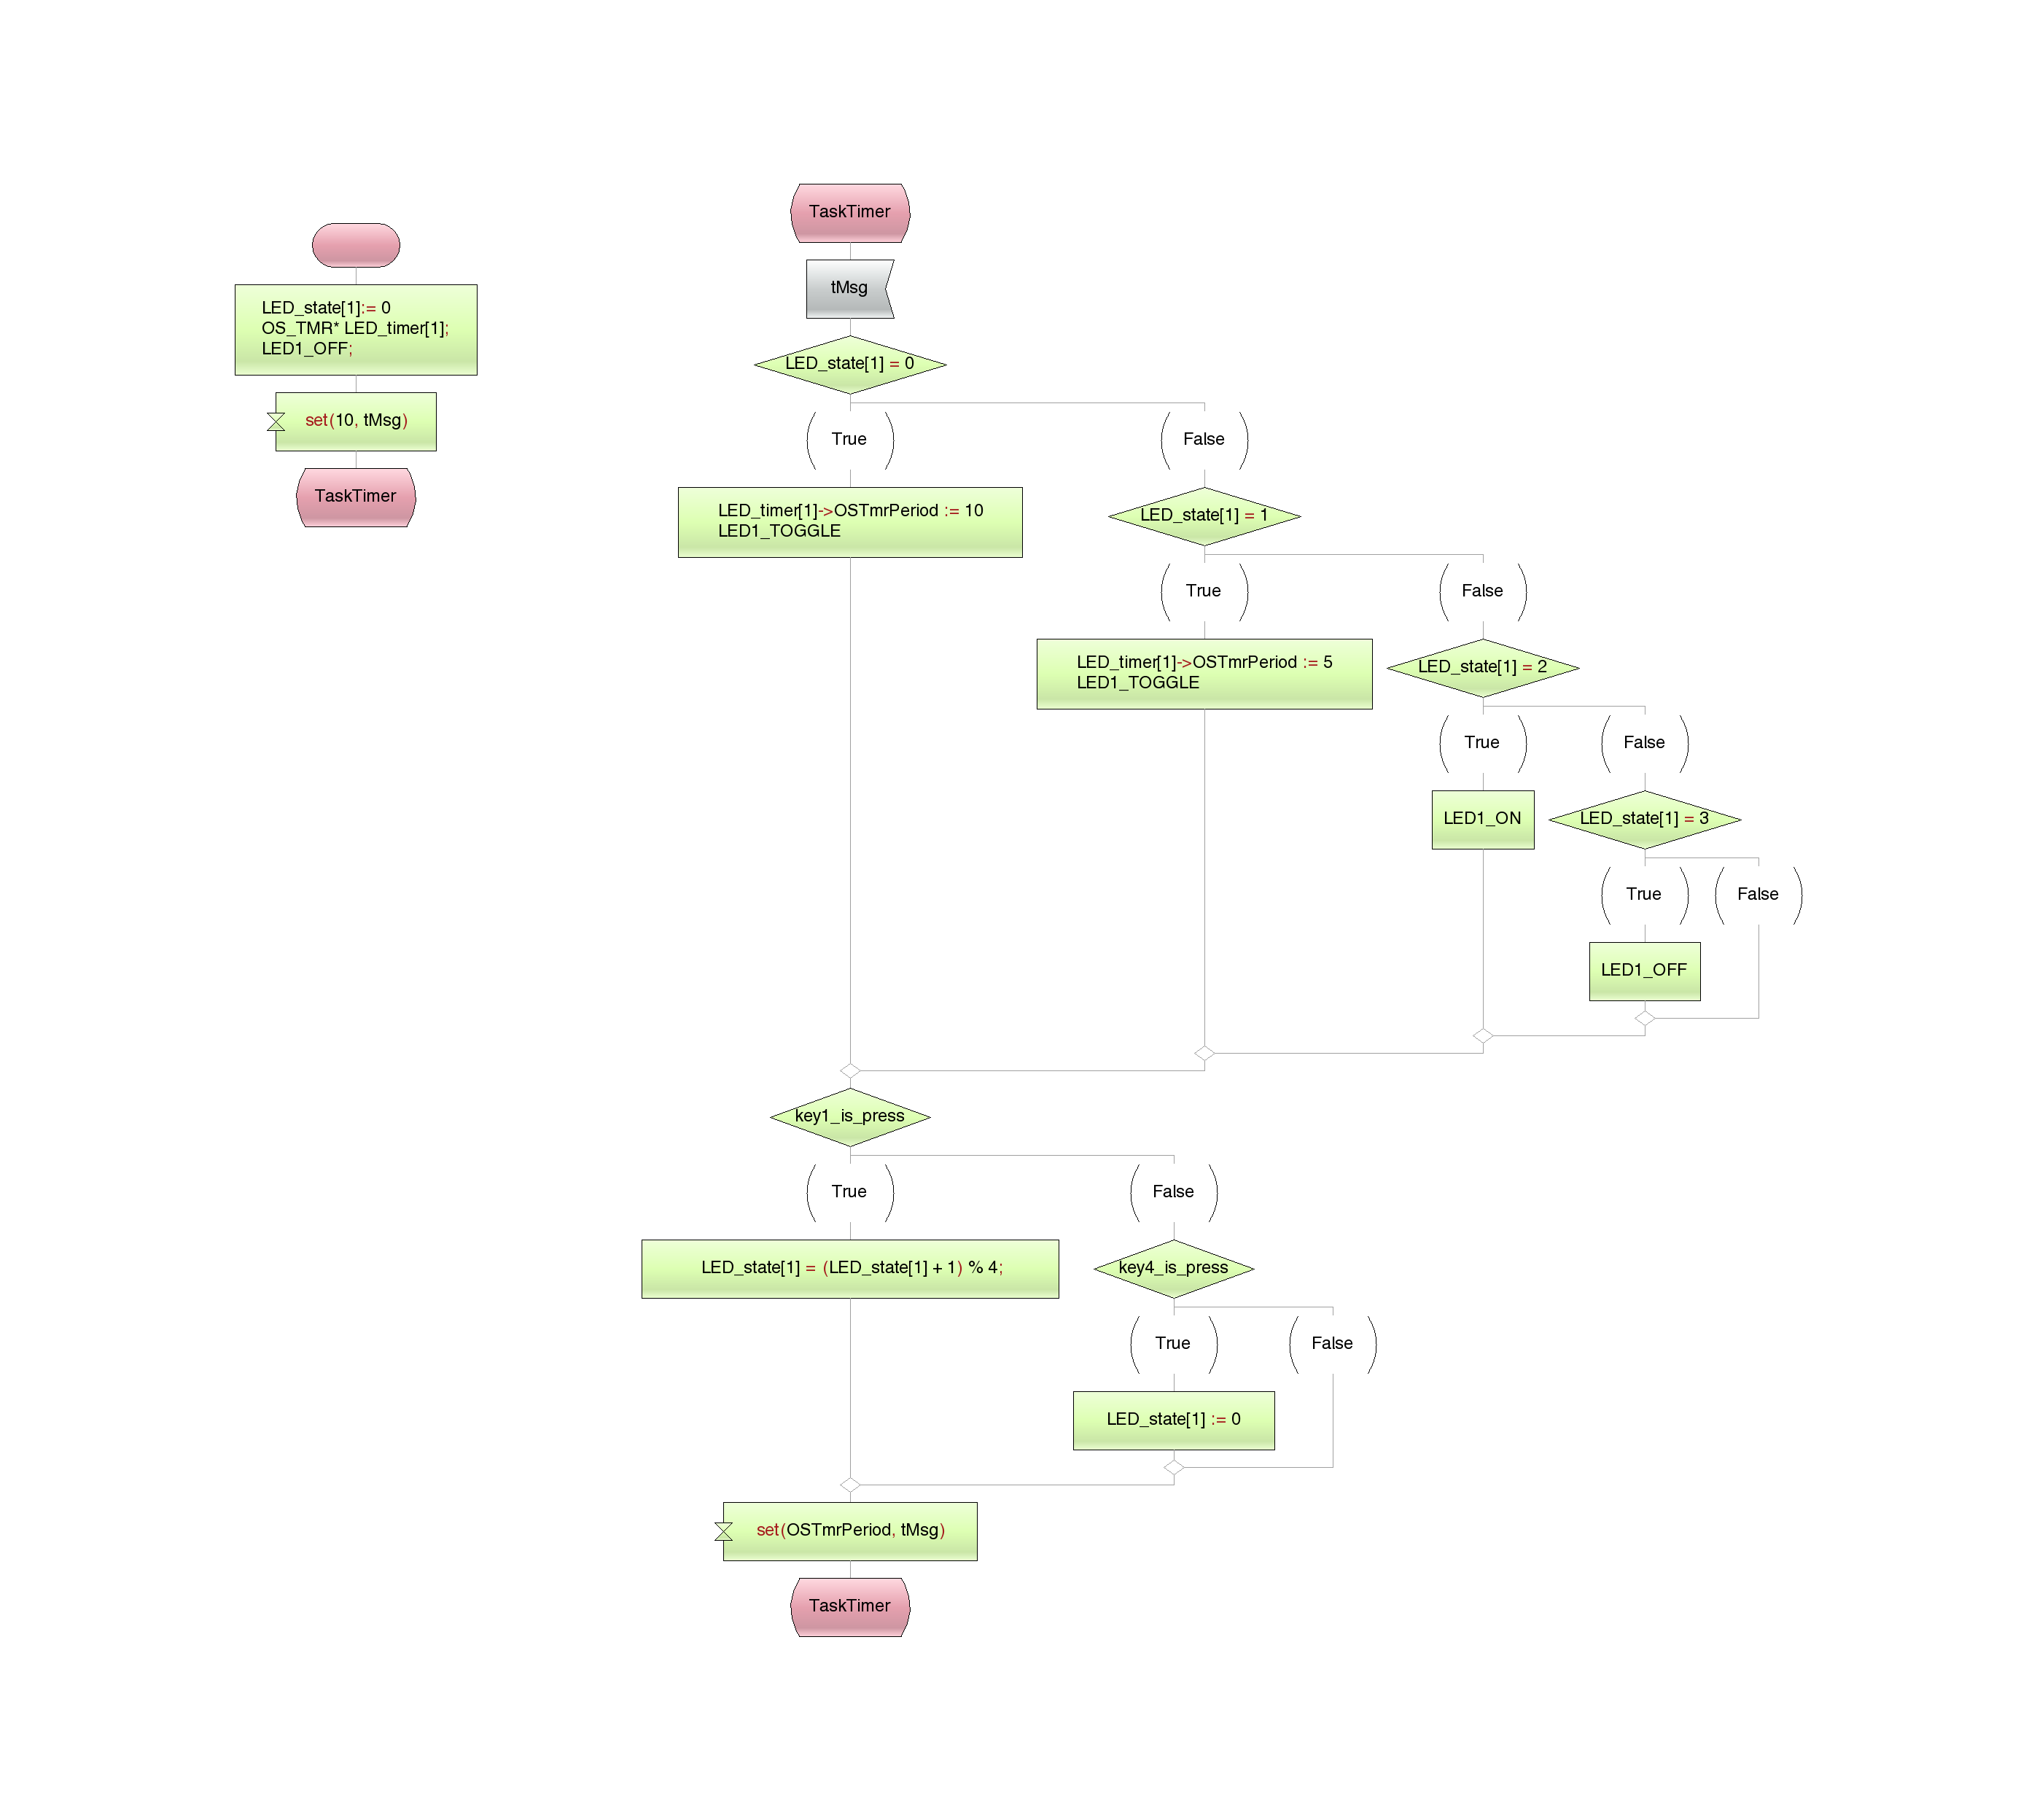 LED_state[1]:= 0
OS_TMR* LED_timer[1];
LED1_OFF;
set(10, tMsg)
TaskTimer
TaskTimer
tMsg
LED_state[1] = 0
True
False
LED_timer[1]->OSTmrPeriod := 10
LED1_TOGGLE
LED_state[1] = 1
True
False
LED_timer[1]->OSTmrPeriod := 5
LED1_TOGGLE
LED_state[1] = 2
True
False
LED1_ON
LED_state[1] = 3
True
False
LED1_OFF
key1_is_press
True
False
LED_state[1] = (LED_state[1] + 1) % 4;
key4_is_press
True
False
LED_state[1] := 0
set(OSTmrPeriod, tMsg)
TaskTimer